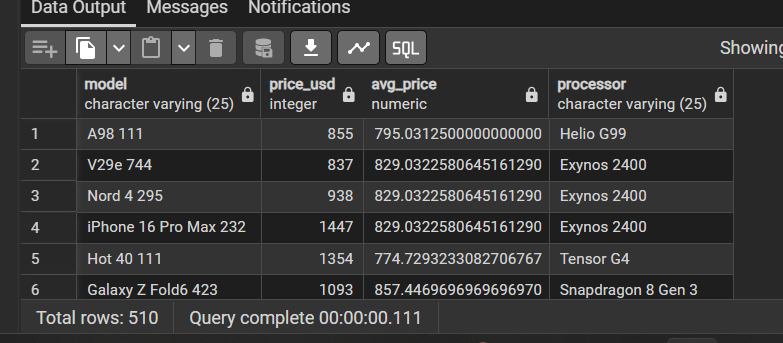 Data Output Messages Notifications
SQL
Showing
model price_usd avg_price processor
character varying (25) integer numeric character varying (25)
1 A98 111 855 795.0312500000000000 Helio G99
2 V29e 744 837 829.0322580645161290 Exynos 2400
3 Nord 4 295 938 829.0322580645161290 Exynos 2400
4 iPhone 16 Pro Max 232 1447 829.0322580645161290 Exynos 2400
5 Hot 40 111 1354 774.7293233082706767 Tensor G4
6 Galaxy Z Fold6 423 1093 857.4469696969696970 Snapdragon 8 Gen 3
Total rows: 510 Query complete 00:00:00.111